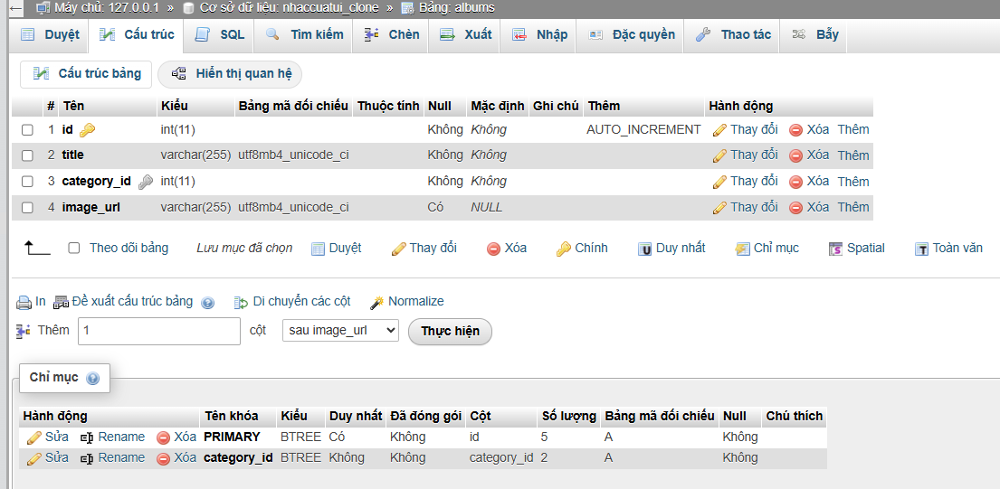 Máy chủ: 127.0.0.1 » Cơ sở dữ liệu: nhaccuatui_clone » Bảng: albums
Duyệt Cấu trúc SQL Tìm kiếm Chèn Xuất Nhập Đặc quyền Thao tác Bẫy
Cấu trúc bảng Hiển thị quan hệ
# Tên Kiểu Bảng mã đối chiếu Thuộc tính Null Mặc định Ghi chú Thêm Hành động
1 id int(11) Không Không AUTO_INCREMENT Thay đổi Xóa Thêm
2 title varchar(255) utf8mb4_unicode_ci Không Không Thay đổi Xóa Thêm
3 category_id int(11) Không Không Thay đổi Xóa Thêm
4 image_url varchar(255) utf8mb4_unicode_ci Có NULL Thay đổi Xóa Thêm
Theo dõi bảng Lưu mục đã chọn Duyệt Thay đổi Xóa Chính Duy nhất Chỉ mục Spatial Toàn văn
In Đề xuất cấu trúc bảng Di chuyển các cột Normalize
Thêm 1 cột sau image_url Thực hiện
Chỉ mục
Hành động Tên khóa Kiểu Duy nhất Đã đóng gói Cột Số lượng Bảng mã đối chiếu Null Chú thích
Sửa Rename Xóa PRIMARY BTREE Có Không id 5 A Không
Sửa Rename Xóa category_id BTREE Không Không category_id 2 A Không